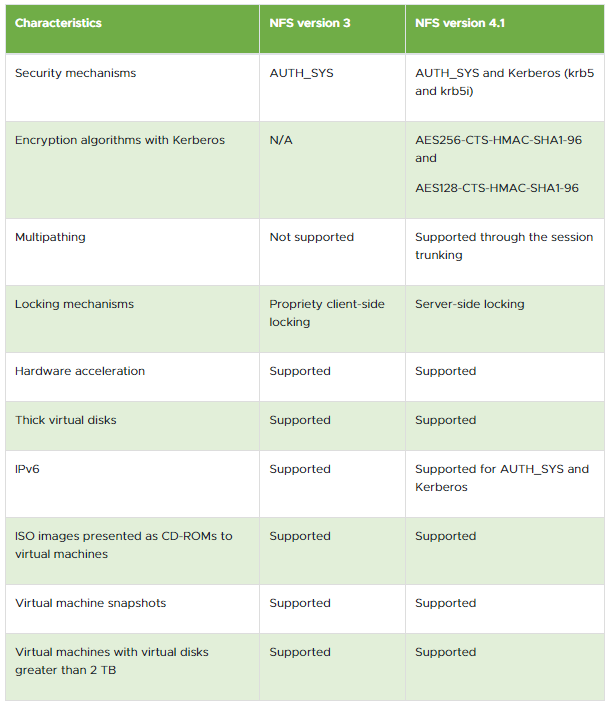 Characteristics NFS version 3 NFS version 4.1
Security mechanisms AUTH_SYS AUTH_SYS and Kerberos (krb5
and krb5i)
Encryption algorithms with Kerberos N/A AES256-CTS-HMAC-SHA1-96
and
AES128-CTS-HMAC-SHA1-96
Multipathing Not supported Supported through the session
trunking
Locking mechanisms Propriety client-side Server-side locking
locking
Hardware acceleration Supported Supported
Thick virtual disks Supported Supported
IPv6 Supported Supported for AUTH_SYS and
Kerberos
ISO images presented as CD-ROMs to Supported Supported
virtual machines
Virtual machine snapshots Supported Supported
Virtual machines with virtual disks Supported Supported
greater than 2 TB